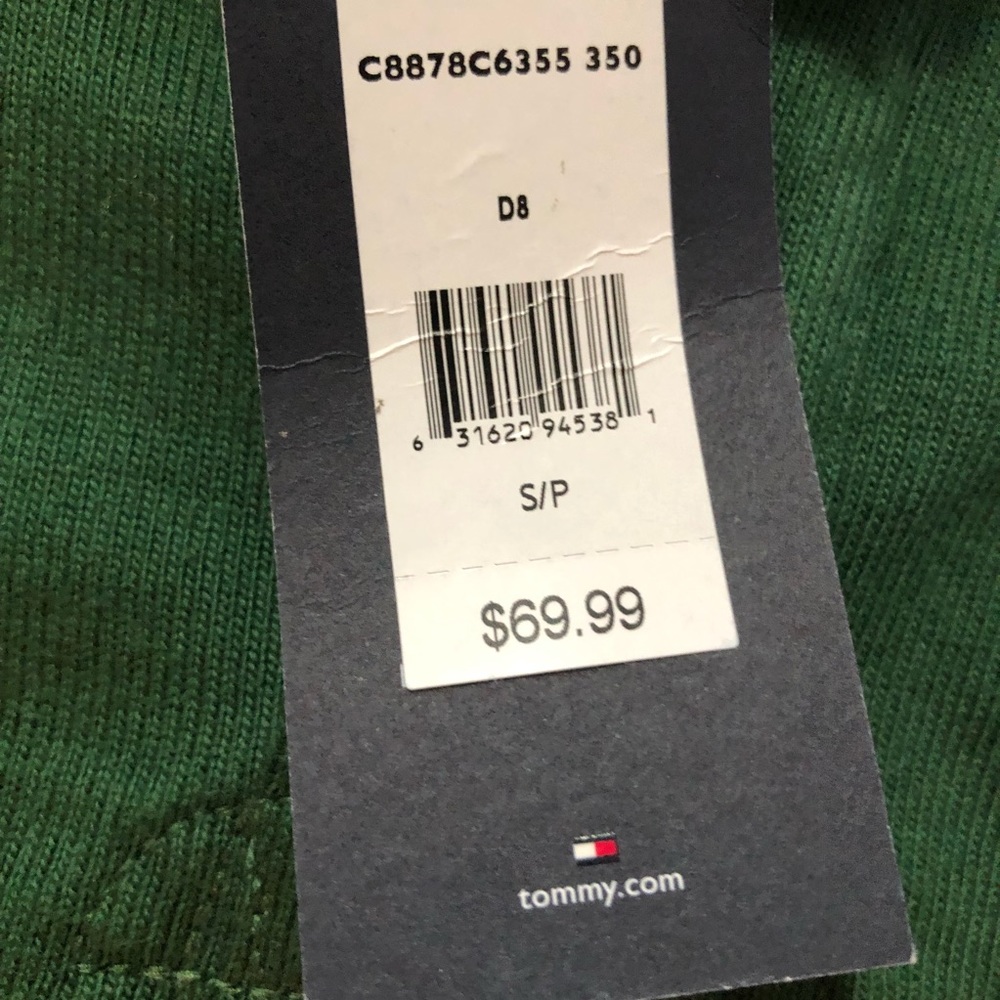 C8878C6355 350
D8
6 31620 94538 1
S/P
$69.99
tommy.com